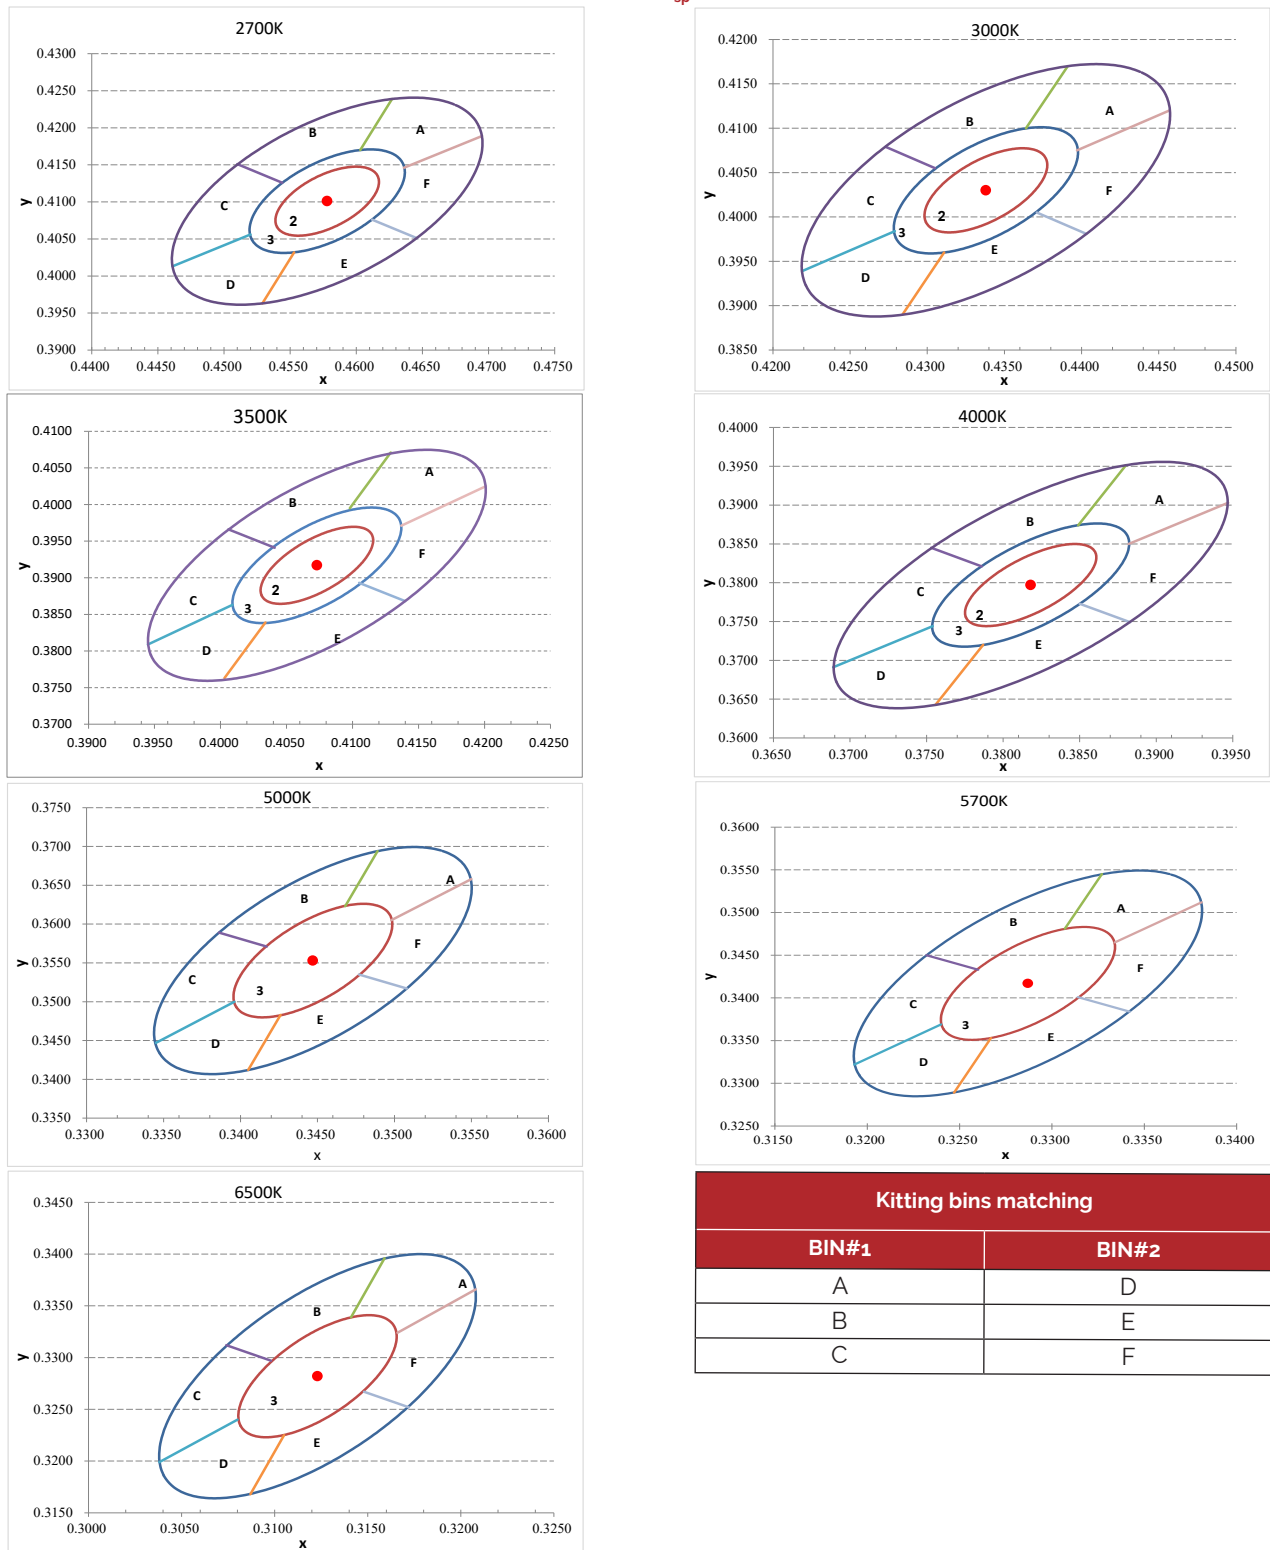 sp
2700K
0.4300
0.4250
0.4200
0.4150
0.4100
0.4050
0.4000
0.3950
0.3900
y
B
A
F
C
2
3
E
D
0.4400 0.4450 0.4500 0.4550 0.4600 0.4650 0.4700 0.4750
x
3000K
0.4200
0.4150
0.4100
0.4050
0.4000
0.3950
0.3900
0.3850
y
A
B
F
C
2
3
E
D
0.4200 0.4250 0.4300 0.4350 0.4400 0.4450 0.4500
x
3500K
0.4100
0.4050
0.4000
0.3950
0.3900
0.3850
0.3800
0.3750
0.3700
y
A
B
F
2
C
3
E
D
0.3900 0.3950 0.4000 0.4050 0.4100 0.4150 0.4200 0.4250
x
4000K
0.4000
0.3950
0.3900
0.3850
0.3800
0.3750
0.3700
0.3650
0.3600
y
A
B
F
C
2
3
E
D
0.3650 0.3700 0.3750 0.3800 0.3850 0.3900 0.3950
x
5000K
0.3750
0.3700
0.3650
0.3600
0.3550
0.3500
0.3450
0.3400
0.3350
y
A
B
F
C
3
E
D
0.3300 0.3350 0.3400 0.3450 0.3500 0.3550 0.3600
x
5700K
0.3600
0.3550
0.3500
0.3450
0.3400
0.3350
0.3300
0.3250
y
A
B
F
C
3
E
D
0.3150 0.3200 0.3250 0.3300 0.3350 0.3400
x
6500K
0.3450
0.3400
0.3350
0.3300
0.3250
0.3200
0.3150
y
A
B
F
C
3
E
D
0.3000 0.3050 0.3100 0.3150 0.3200 0.3250
x
Kitting bins matching
BIN#1 BIN#2
A D
B E
C F